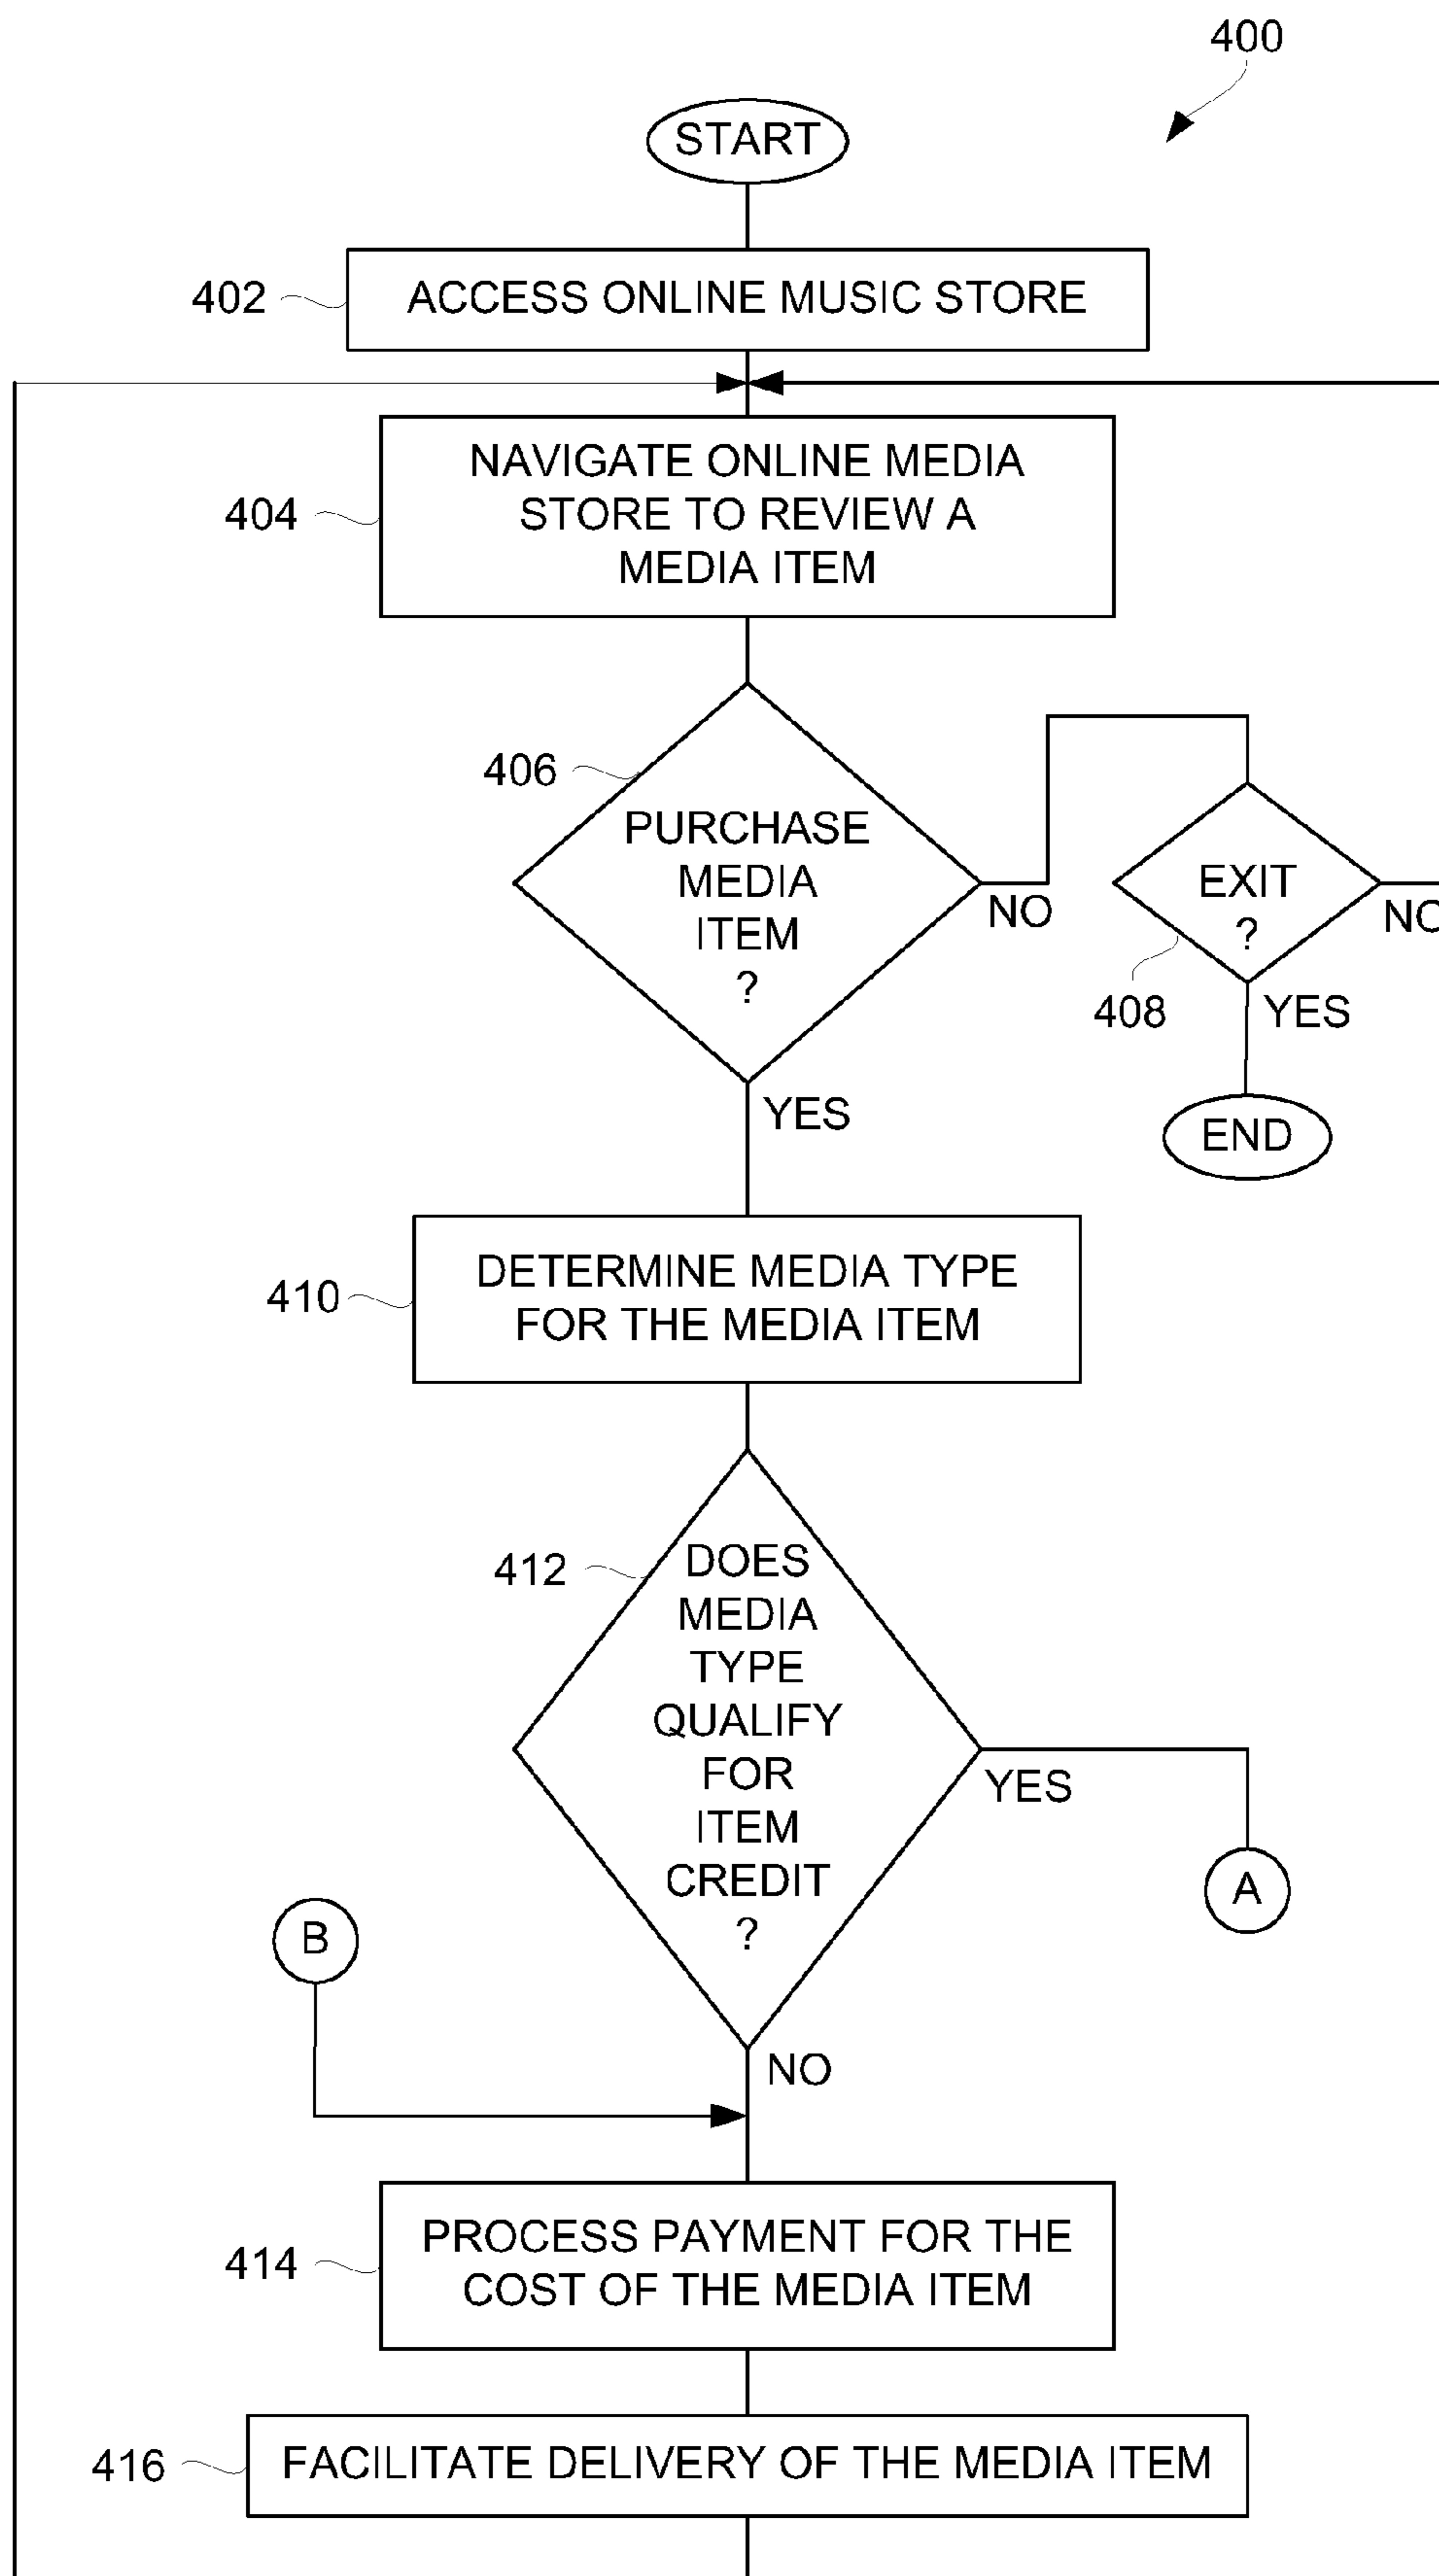 400
START
402
ACCESS ONLINE MUSIC STORE
404
NAVIGATE ONLINE MEDIA
STORE TO REVIEW A
MEDIA ITEM
406
PURCHASE
MEDIA
ITEM
?
NO
EXIT
?
NO
408
YES
END
YES
410
DETERMINE MEDIA TYPE
FOR THE MEDIA ITEM
412
DOES
MEDIA
TYPE
QUALIFY
FOR
ITEM
CREDIT
?
YES
A
B
NO
414
PROCESS PAYMENT FOR THE
COST OF THE MEDIA ITEM
416
FACILITATE DELIVERY OF THE MEDIA ITEM